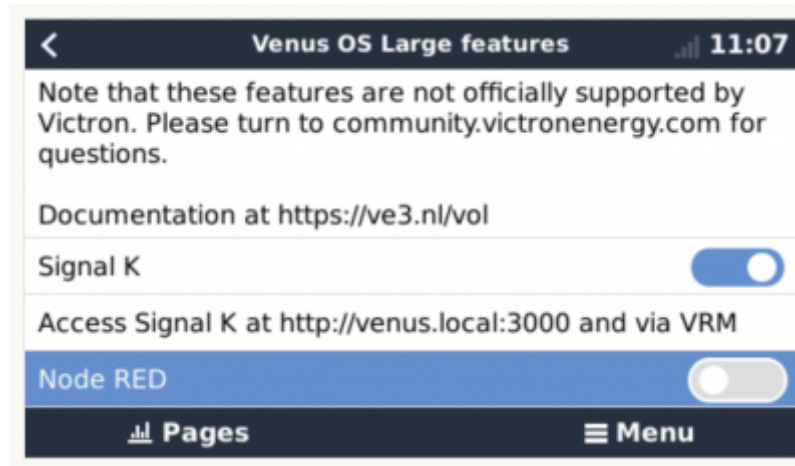 Venus OS Large features
11:07
Note that these features are not officially supported by
Victron. Please turn to community.victronenergy.com for
questions.
Documentation at https://ve3.nl/vol
Signal K
Access Signal K at http://venus.local:3000 and via VRM
Node RED
Pages
Menu